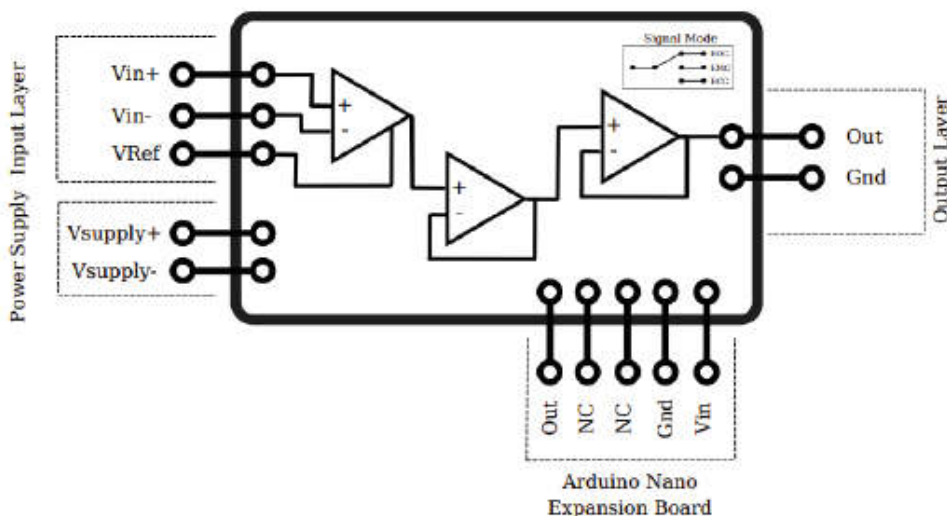 Signal Mode
Input Layer
Vin+
Vin-
VRef
+
-
+
-
+
-
Output Layer
Out
Gnd
Power Supply
Vsupply+
Vsupply-
Out
NC
NC
Gnd
Vin
Arduino Nano
Expansion Board